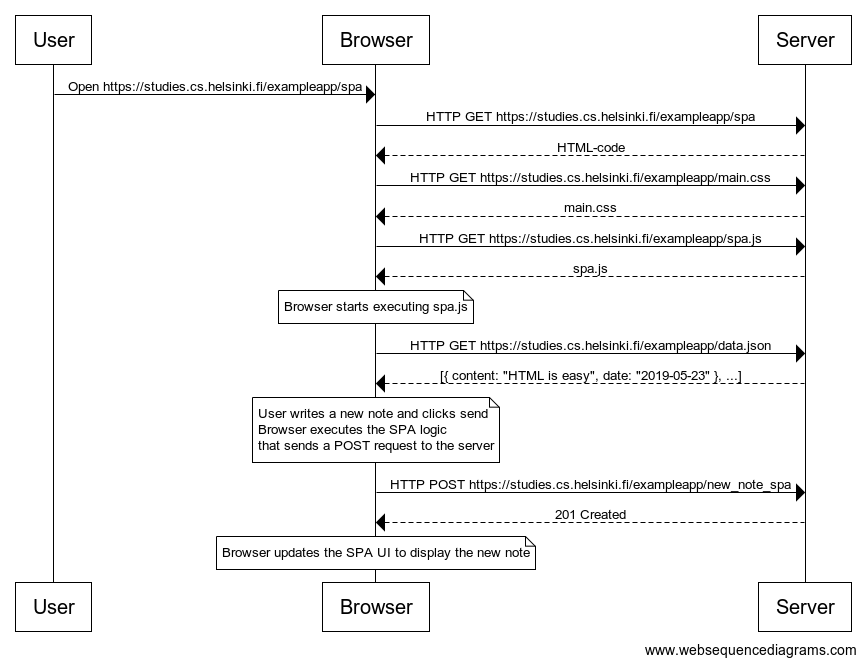 User
Browser
Server
Open https://studies.cs.helsinki.fi/exampleapp/spa
HTTP GET https://studies.cs.helsinki.fi/exampleapp/spa
HTML-code
HTTP GET https://studies.cs.helsinki.fi/exampleapp/main.css
main.css
HTTP GET https://studies.cs.helsinki.fi/exampleapp/spa.js
spa.js
Browser starts executing spa.js
HTTP GET https://studies.cs.helsinki.fi/exampleapp/data.json
[{ content: "HTML is easy", date: "2019-05-23" }, ...]
User writes a new note and clicks send
Browser executes the SPA logic
that sends a POST request to the server
HTTP POST https://studies.cs.helsinki.fi/exampleapp/new_note_spa
201 Created
Browser updates the SPA UI to display the new note
User
Browser
Server
www.websequencediagrams.com